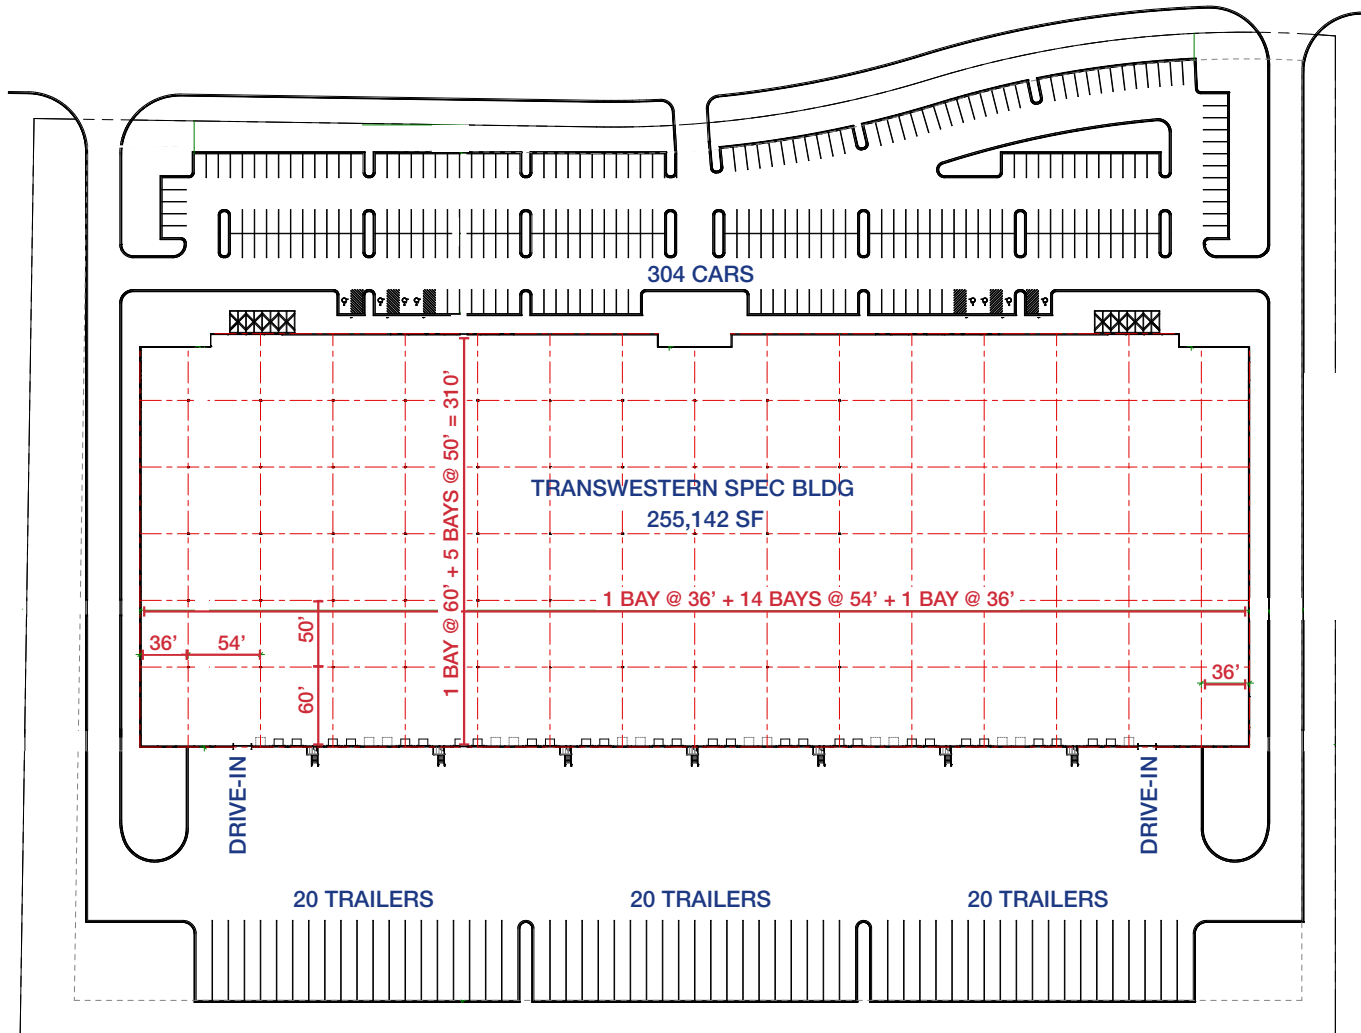 304 CARS
1 BAY @ 60’ + 5 BAYS @ 50’ = 310’
TRANSWESTERN SPEC BLDG
255,142 SF
1 BAY @ 36’ + 14 BAYS @ 54’ + 1 BAY @ 36’
36’
54’
50’
60’
36’
DRIVE-IN
DRIVE-IN
20 TRAILERS
20 TRAILERS
20 TRAILERS